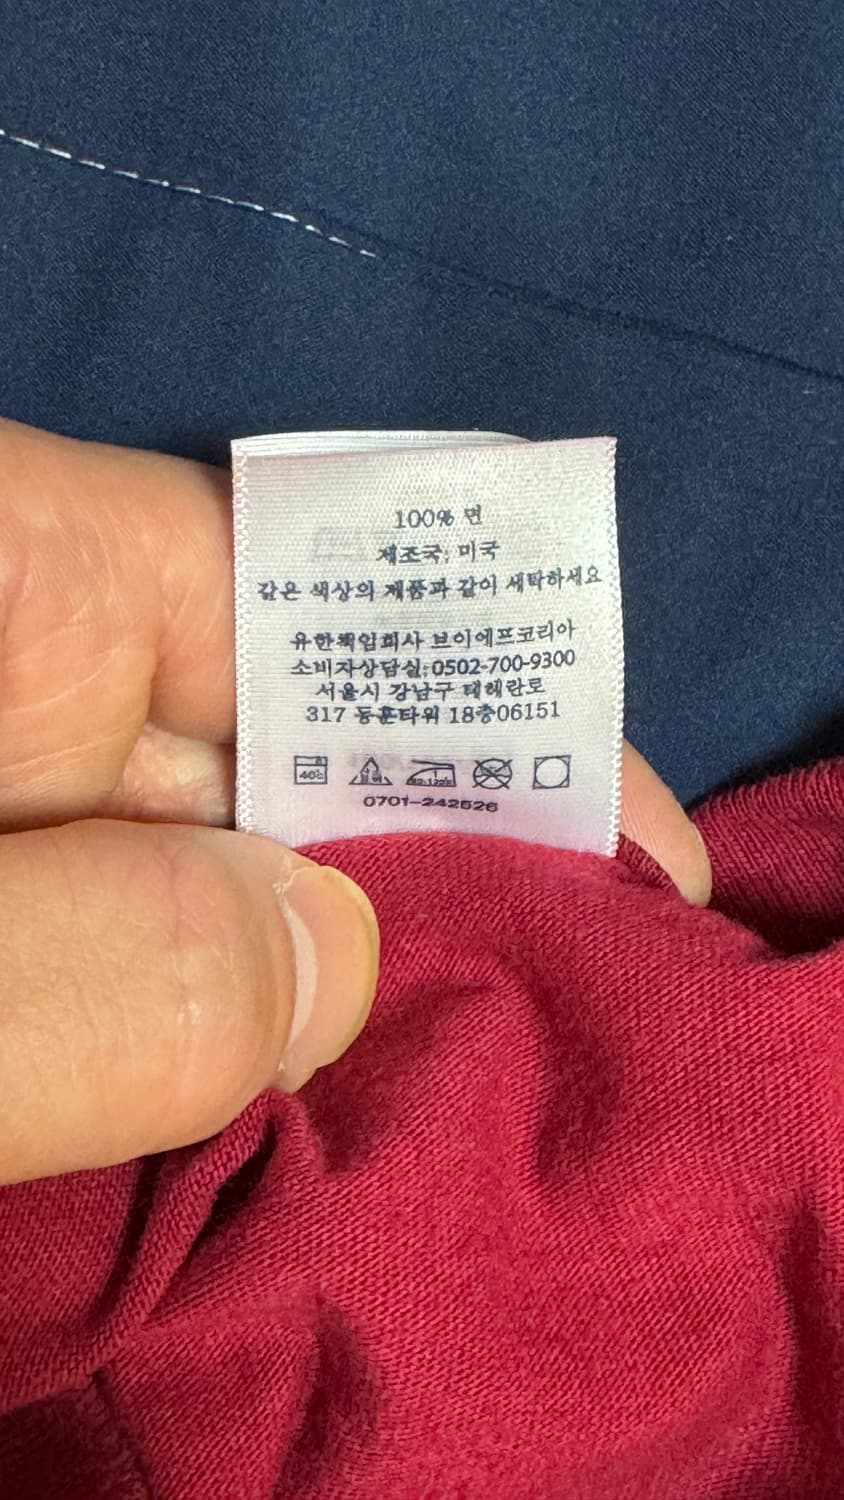 100% 면
제조국: 미국
같은 색상의 제품과 같이 세탁하세요
유한책임회사 브이에프코리아
소비자상담실:0502-700-9300
서울시 강남구 테헤란로
317 동훈타워 18층06151
40℃
0701-242526